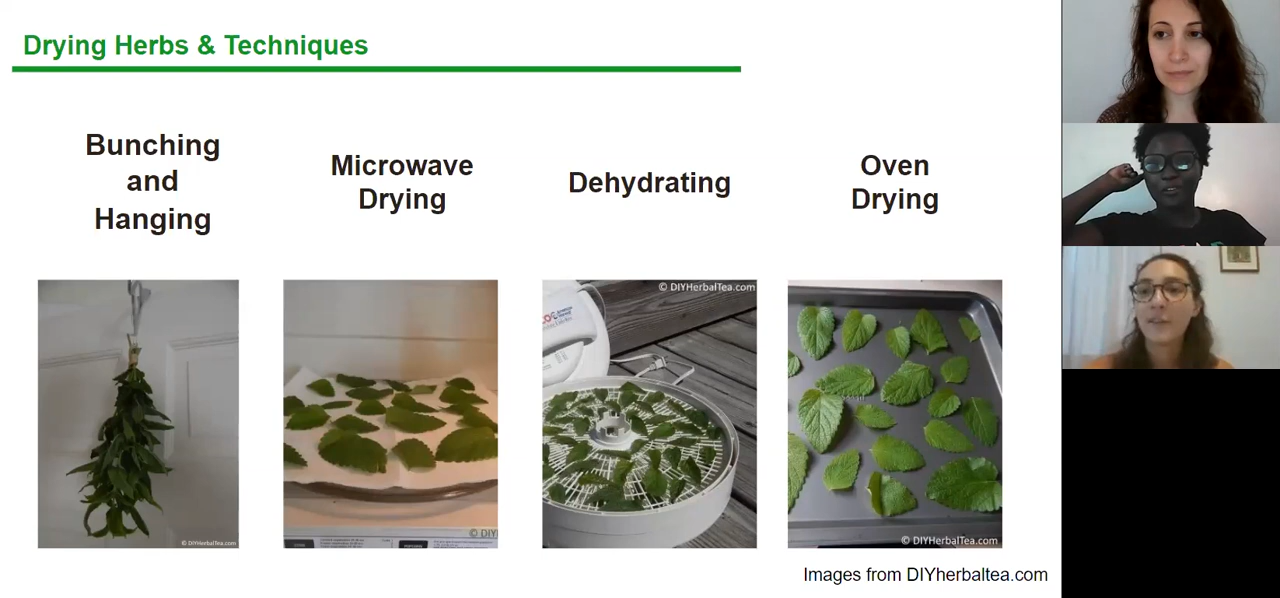 Drying Herbs & Techniques
Bunching
and
Hanging
Microwave
Drying
Dehydrating
Oven
Drying
© DIYHerbalTea.com
© DIYHerbalTea.com
© DIY
© DIYHerbalTea.com
Images from DIYherbaltea.com